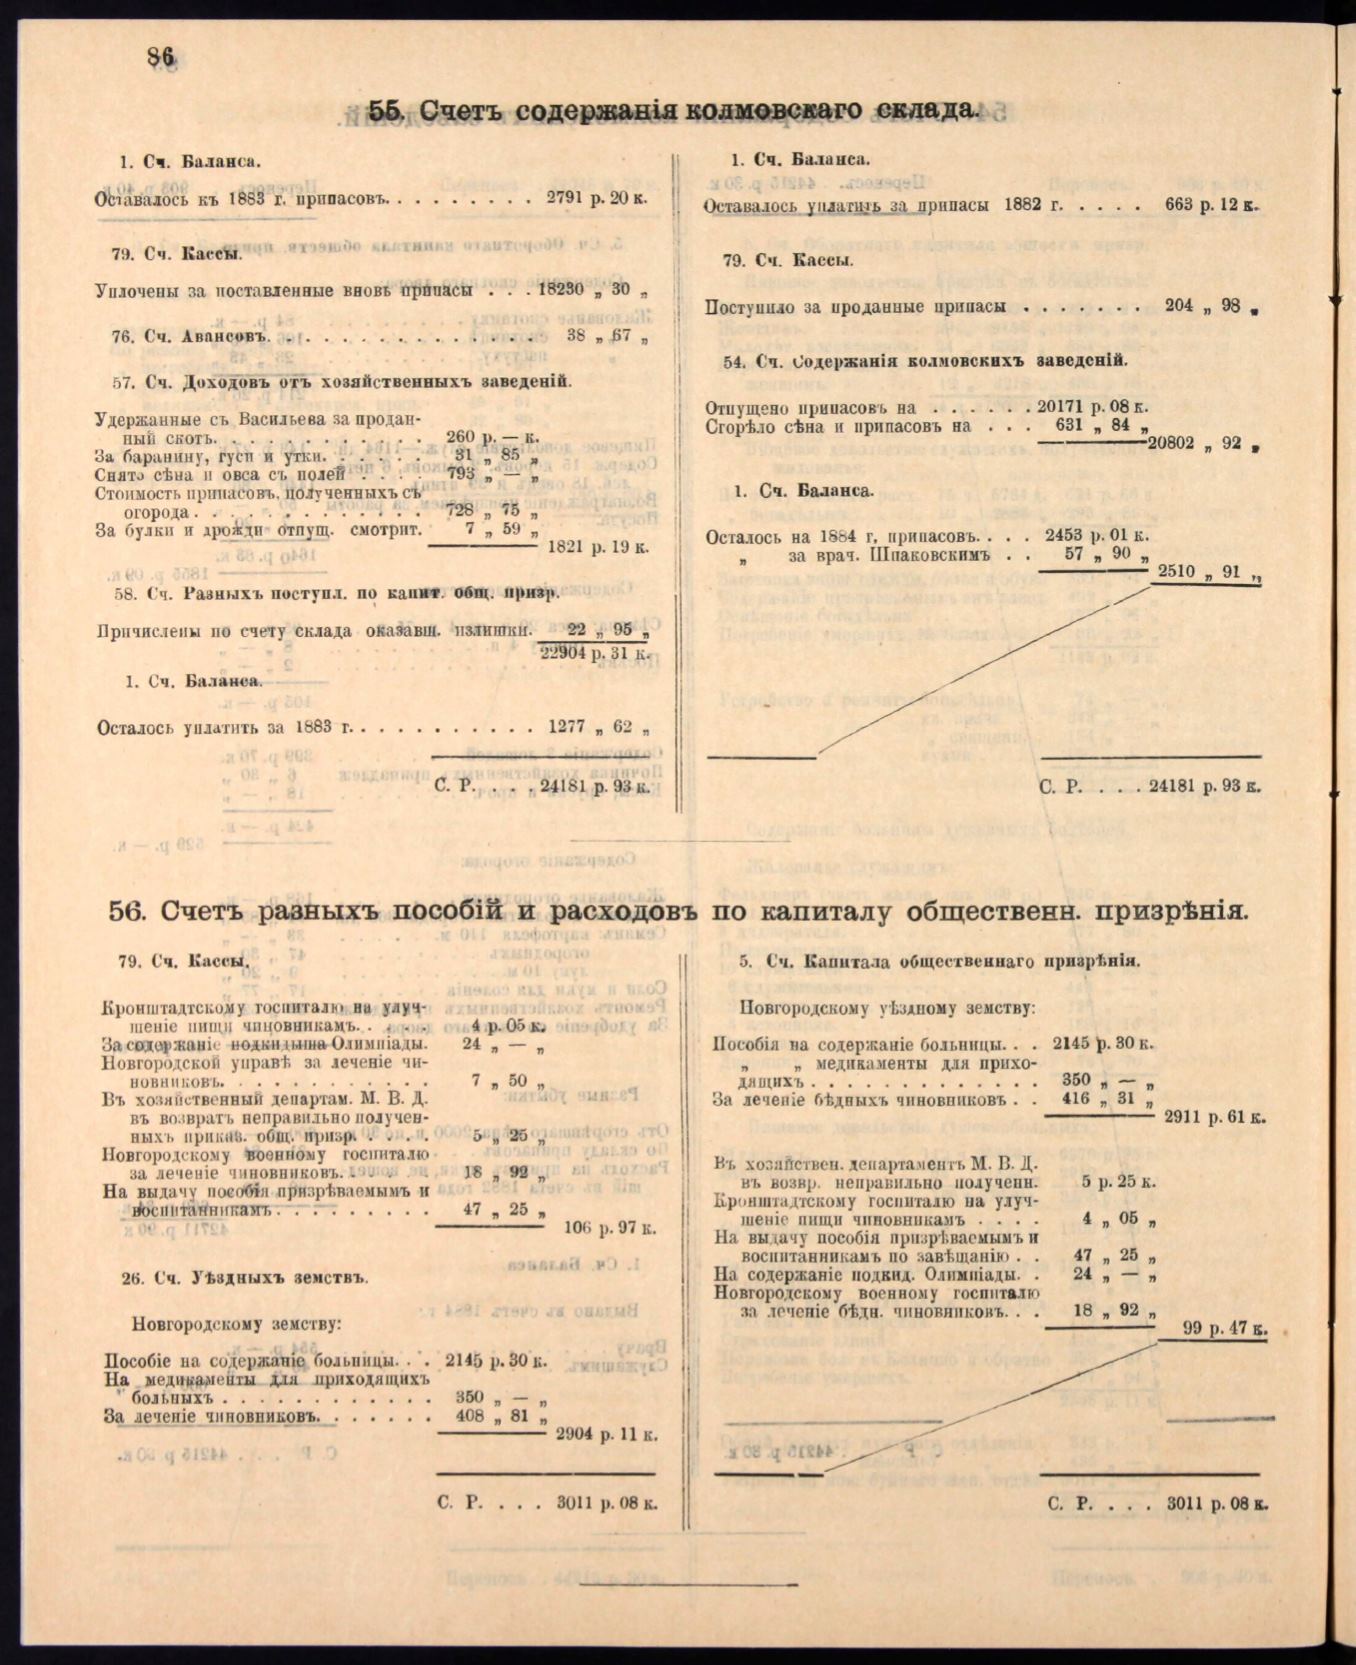 86
55. Счетъ содержанія колмовскаго склада.
1. Сч. Баланса.
Оставалось къ 1883 г. припасовъ. . . . . . . . . 2791 р. 20 к.
79. Сч. Кассы.
Уплочены за поставленные вновь припасы . . . 18230 „ 30 „
76. Сч. Авансовъ. . . . . . . . . . . . . . . 38 „ 67 „
57. Сч. Доходовъ отъ хозяйственныхъ заведеній.
Удержанные съ Васильева за продан-
ный скотъ. . . . . . . . . . . . 260 р. — к.
За баранину, гуси и утки. . . . . . 31 „ 85 „
Снято сѣна и овса съ полей . . . . 793 „ — „
Стоимость припасовъ, полученныхъ съ
огорода . . . . . . . . . . . . . 728 „ 75 „
За булки и дрожди отпущ. смотрит. 7 „ 59 „
1821 р. 19 к.
58. Сч. Разныхъ поступл. по капит. общ. призр.
Причислены по счету склада оказавш. излишки. 22 „ 95 „
22904 р. 31 к.
1. Сч. Баланса.
Осталось уплатить за 1883 г. . . . . . . . . . . 1277 „ 62 „
С. Р. . . . 24181 р. 93 к.
1. Сч. Баланса.
Оставалось уплатить за припасы 1882 г. . . . . 663 р. 12 к.
79. Сч. Кассы.
Поступило за проданные припасы . . . . . . . 204 „ 98 „
54. Сч. Содержанія колмовскихъ заведеній.
Отпущено припасовъ на . . . . . . 20171 р. 08 к.
Сгорѣло сѣна и припасовъ на . . . 631 „ 84 „
20802 „ 92 „
1. Сч. Баланса.
Осталось на 1884 г. припасовъ. . . . 2453 р. 01 к.
„ за врач. Шпаковскимъ . . 57 „ 90 „
2510 „ 91 „
С. Р. . . . 24181 р. 93 к.
56. Счетъ разныхъ пособій и расходовъ по капиталу общественн. призрѣнія.
79. Сч. Кассы.
Кронштадтскому госпиталю на улуч-
шеніе пищи чиновникамъ. . . . . 4 р. 05 к.
За содержаніе подкидыша Олимпіады. 24 „ — „
Новгородской управѣ за леченіе чи-
новниковъ. . . . . . . . . . . . 7 „ 50 „
Въ хозяйственный департам. М. В. Д.
въ возвратъ неправильно получен-
ныхъ приказ. общ. призр. . . . . 5 „ 25 „
Новгородскому военному госпиталю
за леченіе чиновниковъ. . . . . . 18 „ 92 „
На выдачу пособія призрѣваемымъ и
воспитанникамъ . . . . . . . . . 47 „ 25 „
106 р. 97 к.
26. Сч. Уѣздныхъ земствъ.
Новгородскому земству:
Пособіе на содержаніе больницы. . . 2145 р. 30 к.
На медикаменты для приходящихъ
больныхъ . . . . . . . . . . . . 350 „ — „
За леченіе чиновниковъ. . . . . . . 408 „ 81 „
2904 р. 11 к.
С. Р. . . . 3011 р. 08 к.
5. Сч. Капитала общественнаго призрѣнія.
Новгородскому уѣздному земству:
Пособія на содержаніе больницы. . . 2145 р. 30 к.
„ „ медикаменты для прихо-
дящихъ . . . . . . . . . . . . . 350 „ — „
За леченіе бѣдныхъ чиновниковъ . . 416 „ 31 „
2911 р. 61 к.
Въ хозяйствен. департаментъ М. В. Д.
въ возвр. неправильно полученн. 5 р. 25 к.
Кронштадтскому госпиталю на улуч-
шеніе пищи чиновникамъ . . . . 4 „ 05 „
На выдачу пособія призрѣваемымъ и
воспитанникамъ по завѣщанію . . 47 „ 25 „
На содержаніе подкид. Олимпіады. . 24 „ — „
Новгородскому военному госпиталю
за леченіе бѣдн. чиновниковъ. . . 18 „ 92 „
99 р. 47 к.
С. Р. . . . 3011 р. 08 к.